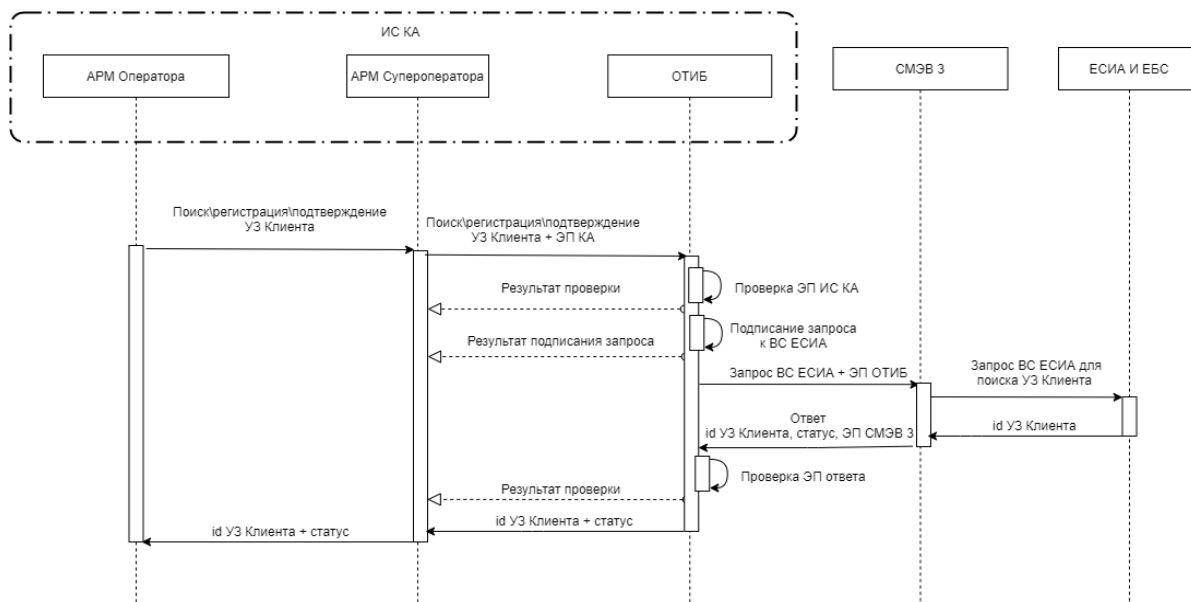 ИС КА
АРМ Оператора
АРМ Супероператора
ОТИБ
СМЭВ 3
ЕСИА И ЕБС
Поиск\регистрация\подтверждение
УЗ Клиента
Поиск\регистрация\подтверждение
УЗ Клиента + ЭП КА
Результат проверки
Проверка ЭП ИС КА
Результат подписания запроса
Подписание запроса
к ВС ЕСИА
Запрос ВС ЕСИА + ЭП ОТИБ
Запрос ВС ЕСИА для
поиска УЗ Клиента
Ответ
id УЗ Клиента, статус, ЭП СМЭВ 3
id УЗ Клиента
Проверка ЭП ответа
Результат проверки
id УЗ Клиента + статус
id УЗ Клиента + статус